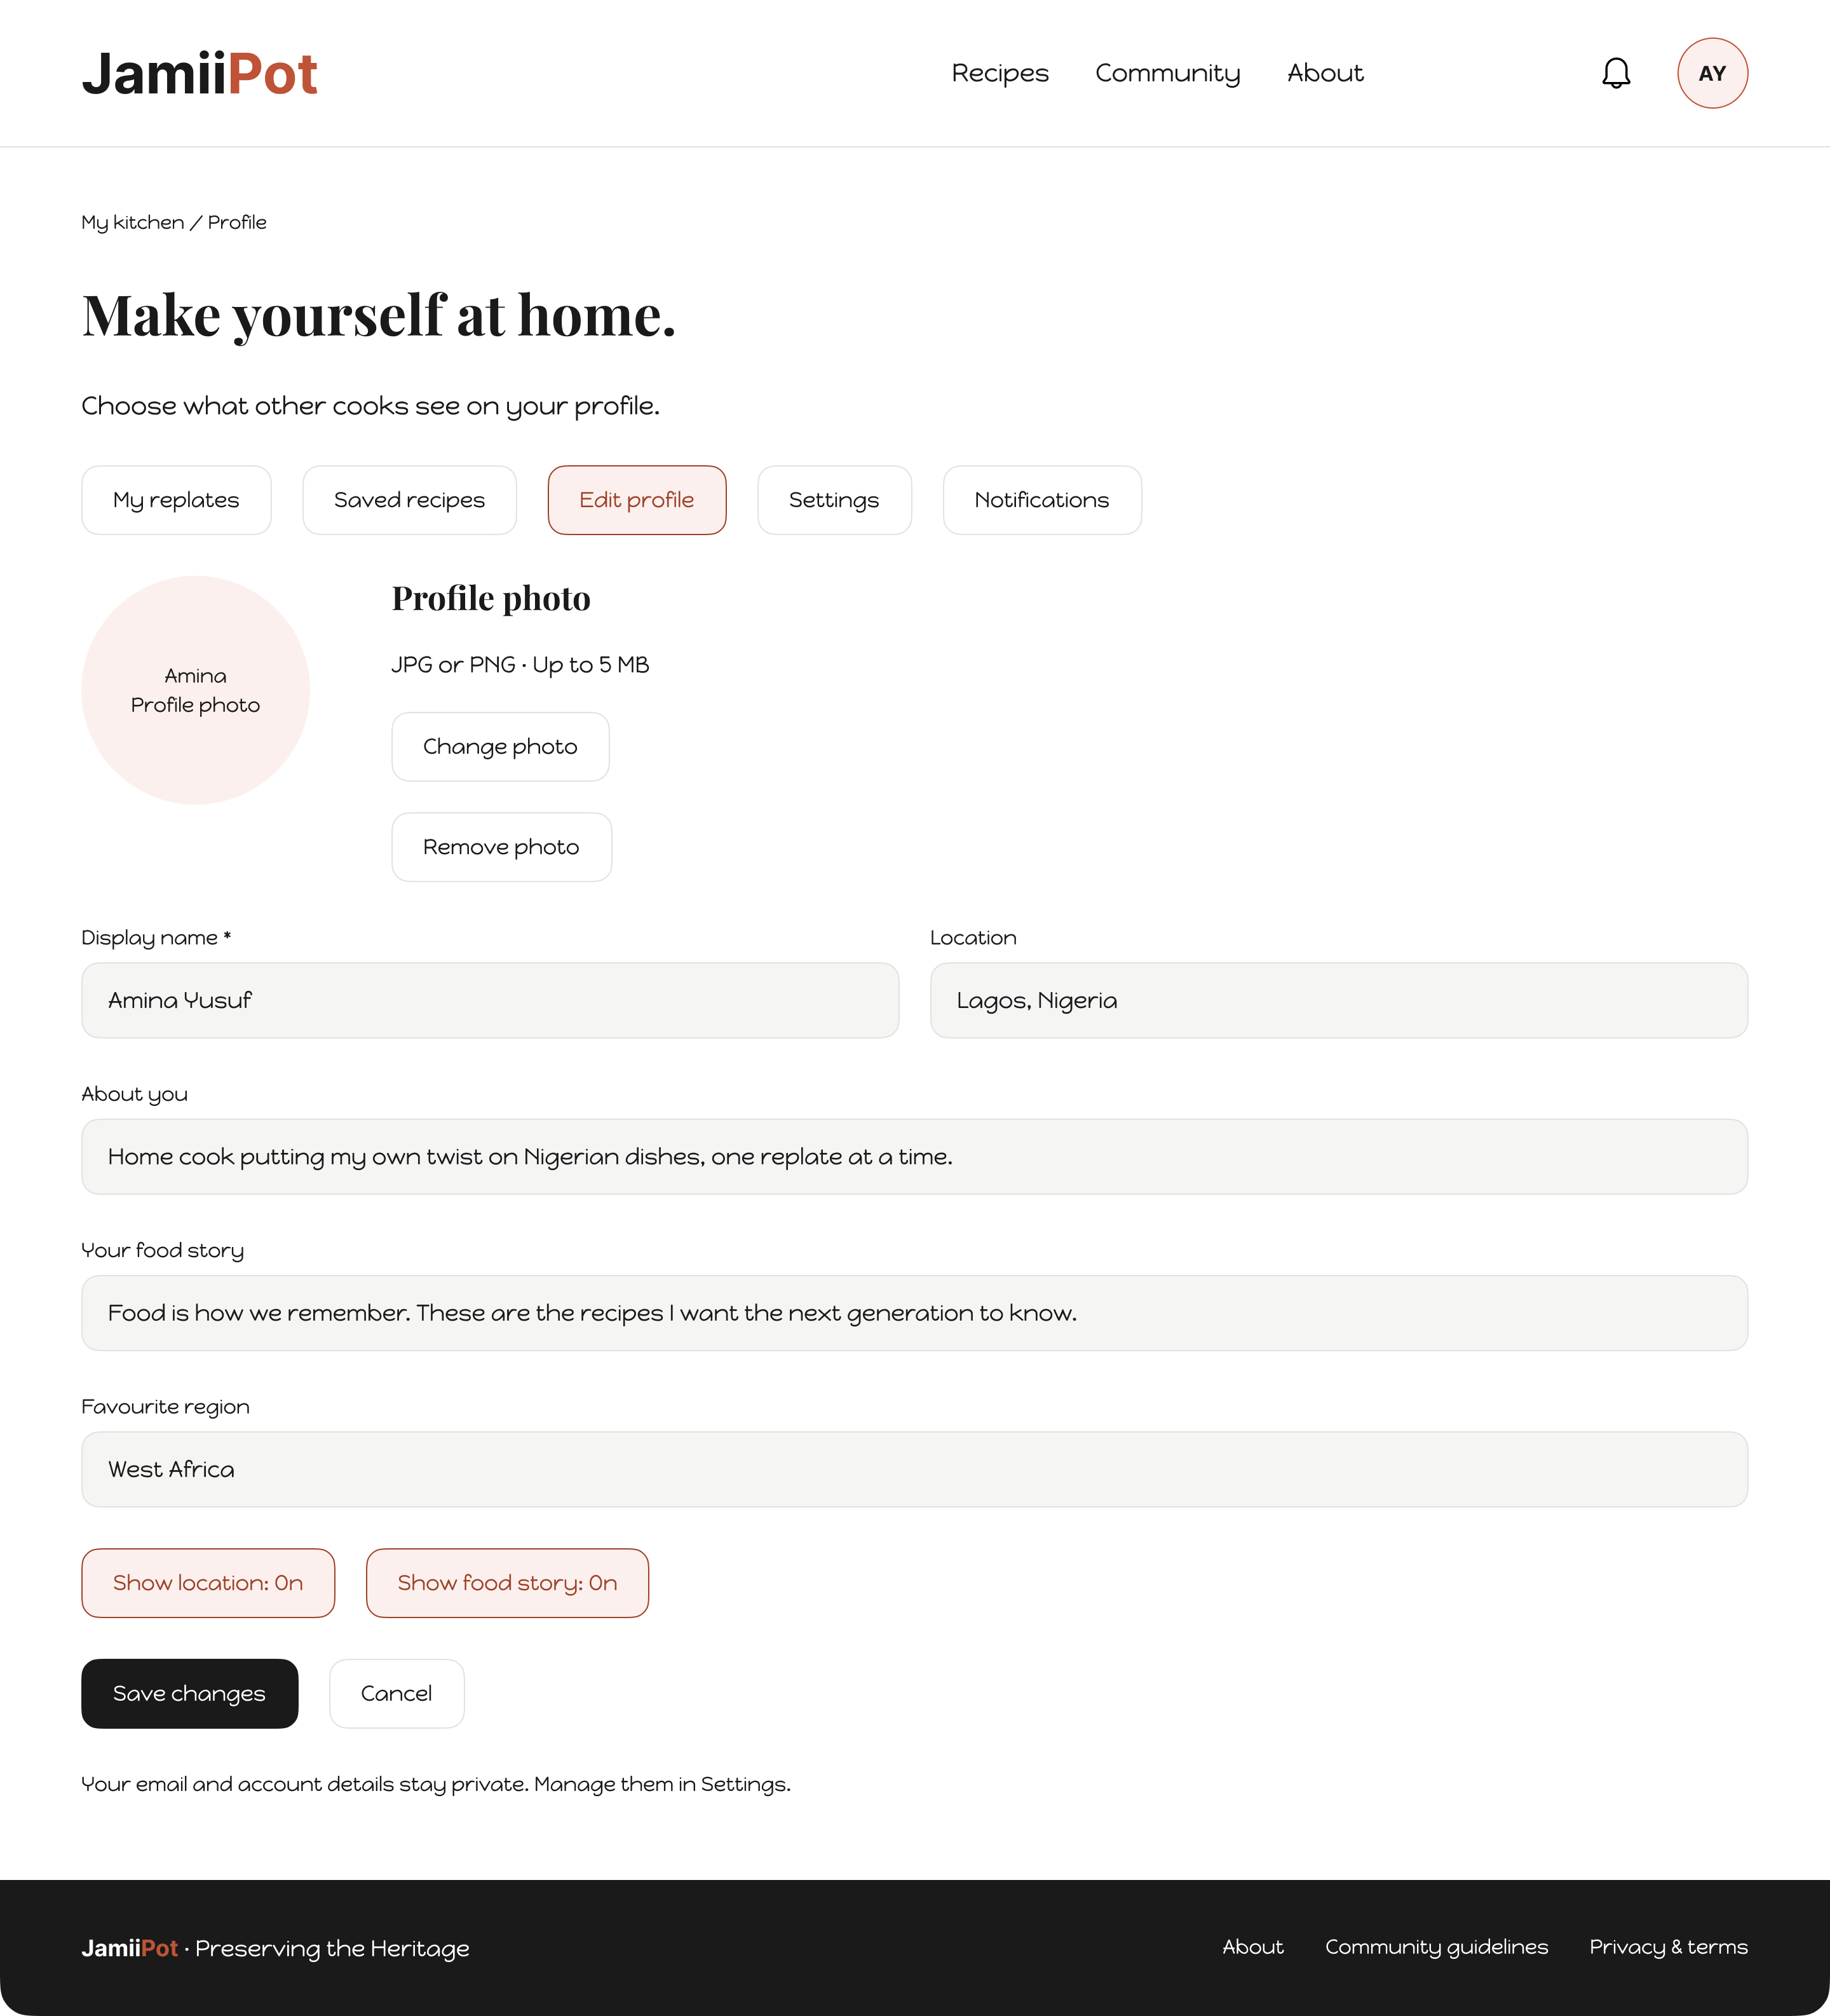 JamiiPot
Recipes Community About
AY
My kitchen / Profile
Make yourself at home.
Choose what other cooks see on your profile.
My replates Saved recipes Edit profile Settings Notifications
Amina
Profile photo
Profile photo
JPG or PNG · Up to 5 MB
Change photo
Remove photo
Display name * Location
Amina Yusuf Lagos, Nigeria
About you
Home cook putting my own twist on Nigerian dishes, one replate at a time.
Your food story
Food is how we remember. These are the recipes I want the next generation to know.
Favourite region
West Africa
Show location: On Show food story: On
Save changes Cancel
Your email and account details stay private. Manage them in Settings.
JamiiPot · Preserving the Heritage About Community guidelines Privacy & terms